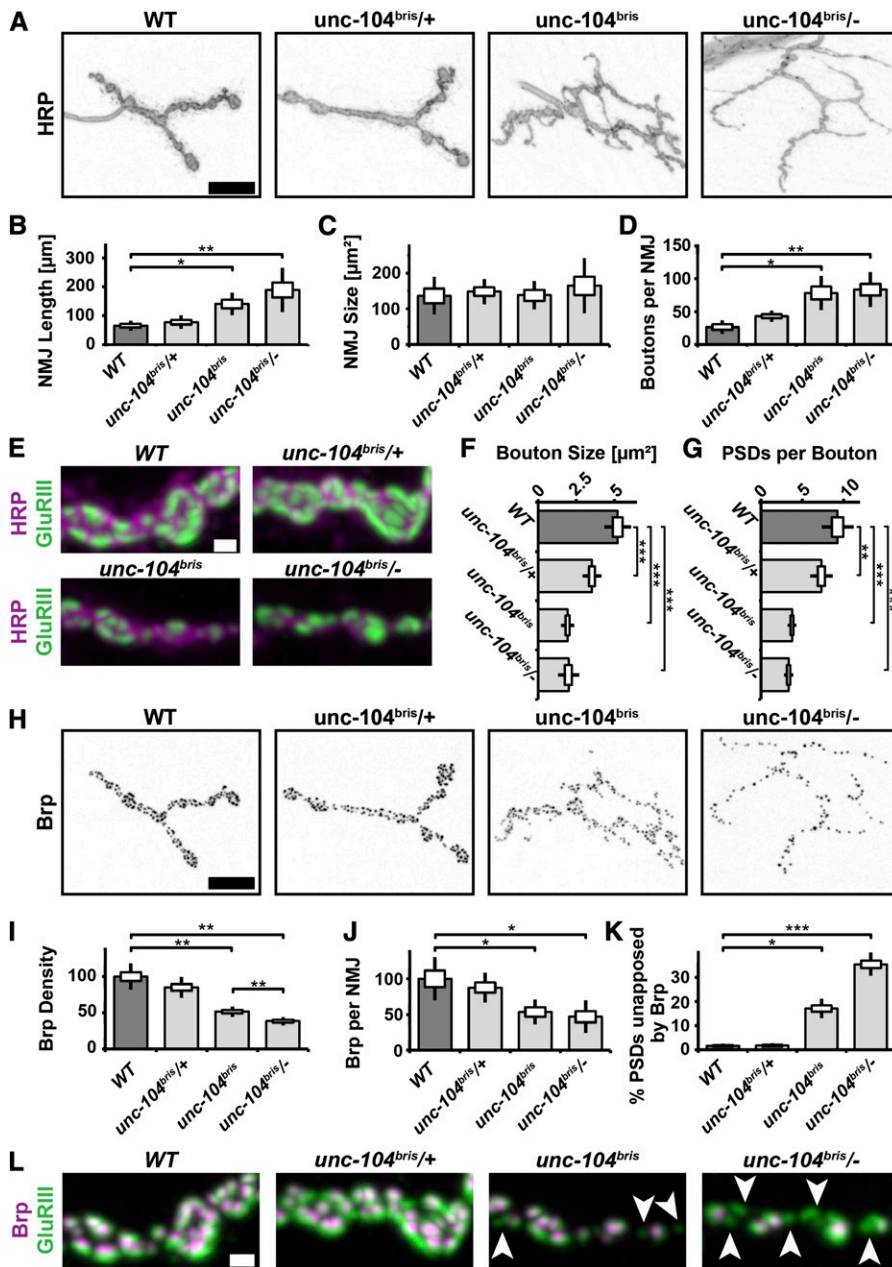 A WT unc-104bris/+ unc-104bris unc-104bris/-
HRP
B C D
NMJ Length [µm]
300
200
100
0
**
*
WT unc-104bris/+ unc-104bris unc-104bris/-
NMJ Size [µm²]
300
200
100
0
WT unc-104bris/+ unc-104bris unc-104bris/-
Boutons per NMJ
150
100
50
0
**
*
WT unc-104bris/+ unc-104bris unc-104bris/-
E WT unc-104bris/+
HRP
GluRIII
unc-104bris unc-104bris/-
HRP
GluRIII
F Bouton Size [µm²]
0 2.5 5
WT
unc-104bris/+
unc-104bris
unc-104bris/-
***
***
***
G PSDs per Bouton
0 5 10
WT
unc-104bris/+
unc-104bris
unc-104bris/-
**
***
H WT unc-104bris/+ unc-104bris unc-104bris/-
Brp
I J K
Brp Density
100
50
0
**
**
**
WT unc-104bris/+ unc-104bris unc-104bris/-
Brp per NMJ
100
50
0
*
*
WT unc-104bris/+ unc-104bris unc-104bris/-
% PSDs unapposed
by Brp
30
20
10
0
***
*
WT unc-104bris/+ unc-104bris unc-104bris/-
L WT unc-104bris/+ unc-104bris unc-104bris/-
Brp
GluRIII